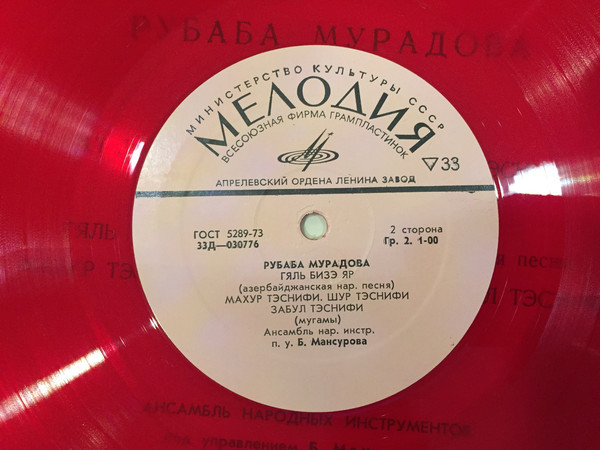 РУБАБА МУРАДОВА
МИНИСТЕРСТВО КУЛЬТУРЫ СССР
МЕЛОДИЯ
ВСЕСОЮЗНАЯ ФИРМА ГРАМПЛАСТИНОК
▽33
АПРЕЛЕВСКИЙ ОРДЕНА ЛЕНИНА ЗАВОД
ГОСТ 5289-73
33Д—030776
2 сторона
Гр. 2. 1-00
РУБАБА МУРАДОВА
ГЯЛЬ БИЗЭ ЯР
(азербайджанская нар. песня)
МАХУР ТЭСНИФИ. ШУР ТЭСНИФИ
ЗАБУЛ ТЭСНИФИ
(мугамы)
Ансамбль нар. инстр.
п. у. Б. Мансурова
ГЯЛЬ
АНСАМБЛЬ НАРОДНЫХ ИНСТРУМЕНТОВ
управлением Б.